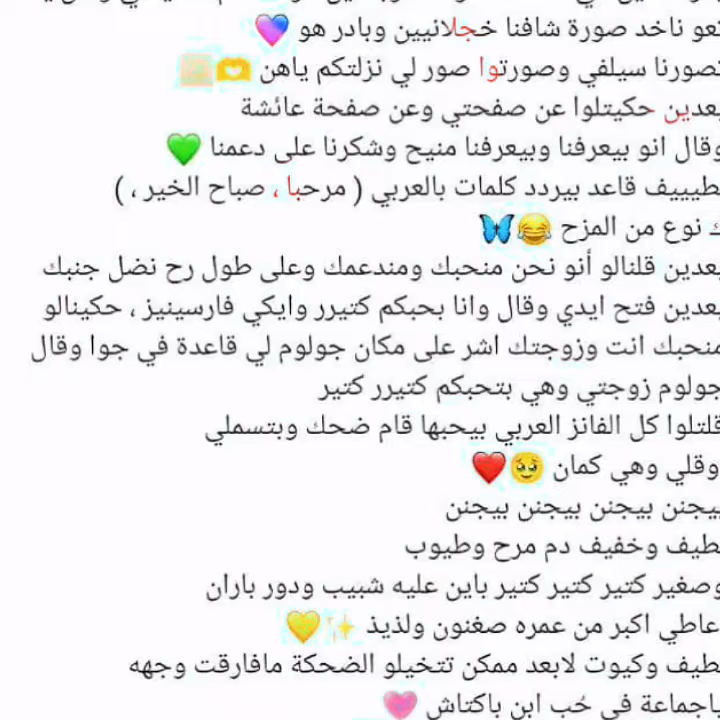 نعو ناخد صورة شافنا خجلانيين وبادر هو 💜
تصورنا سيلفي وصورتوا صور لي نزلتكم ياهن 🫶🏻
بعدين حكيتلوا عن صفحتي وعن صفحة عائشة
وقال انو بيعرفنا وبيعرفنا منيح وشكرنا على دعمنا 💚
لطيييف قاعد بيردد كلمات بالعربي ( مرحبا ، صباح الخير ، )
نوع من المزح 😂🦋
بعدين قلنالو أنو نحن منحبك ومندعمك وعلى طول رح نضل جنبك
بعدين فتح ايدي وقال وانا بحبكم كتيرر وايكي فارسينيز ، حكينالو
منحبك انت وزوجتك اشر على مكان جولوم لي قاعدة في جوا وقال
جولوم زوجتي وهي بتحبكم كتيرر كتير
قلتلوا كل الفانز العربي بيحبها قام ضحك وبتسملي
وقلي وهي كمان 🥹❤️
بيجنن بيجنن بيجنن بيجنن
لطيف وخفيف دم مرح وطيوب
وصغير كتير كتير كتير باين عليه شبيب ودور باران
عاطي اكبر من عمره صغنون ولذيذ ✨💛
لطيف وكيوت لابعد ممكن تتخيلو الضحكة مافارقت وجهه
ياجماعة في حُب ابن باكتاش 💗